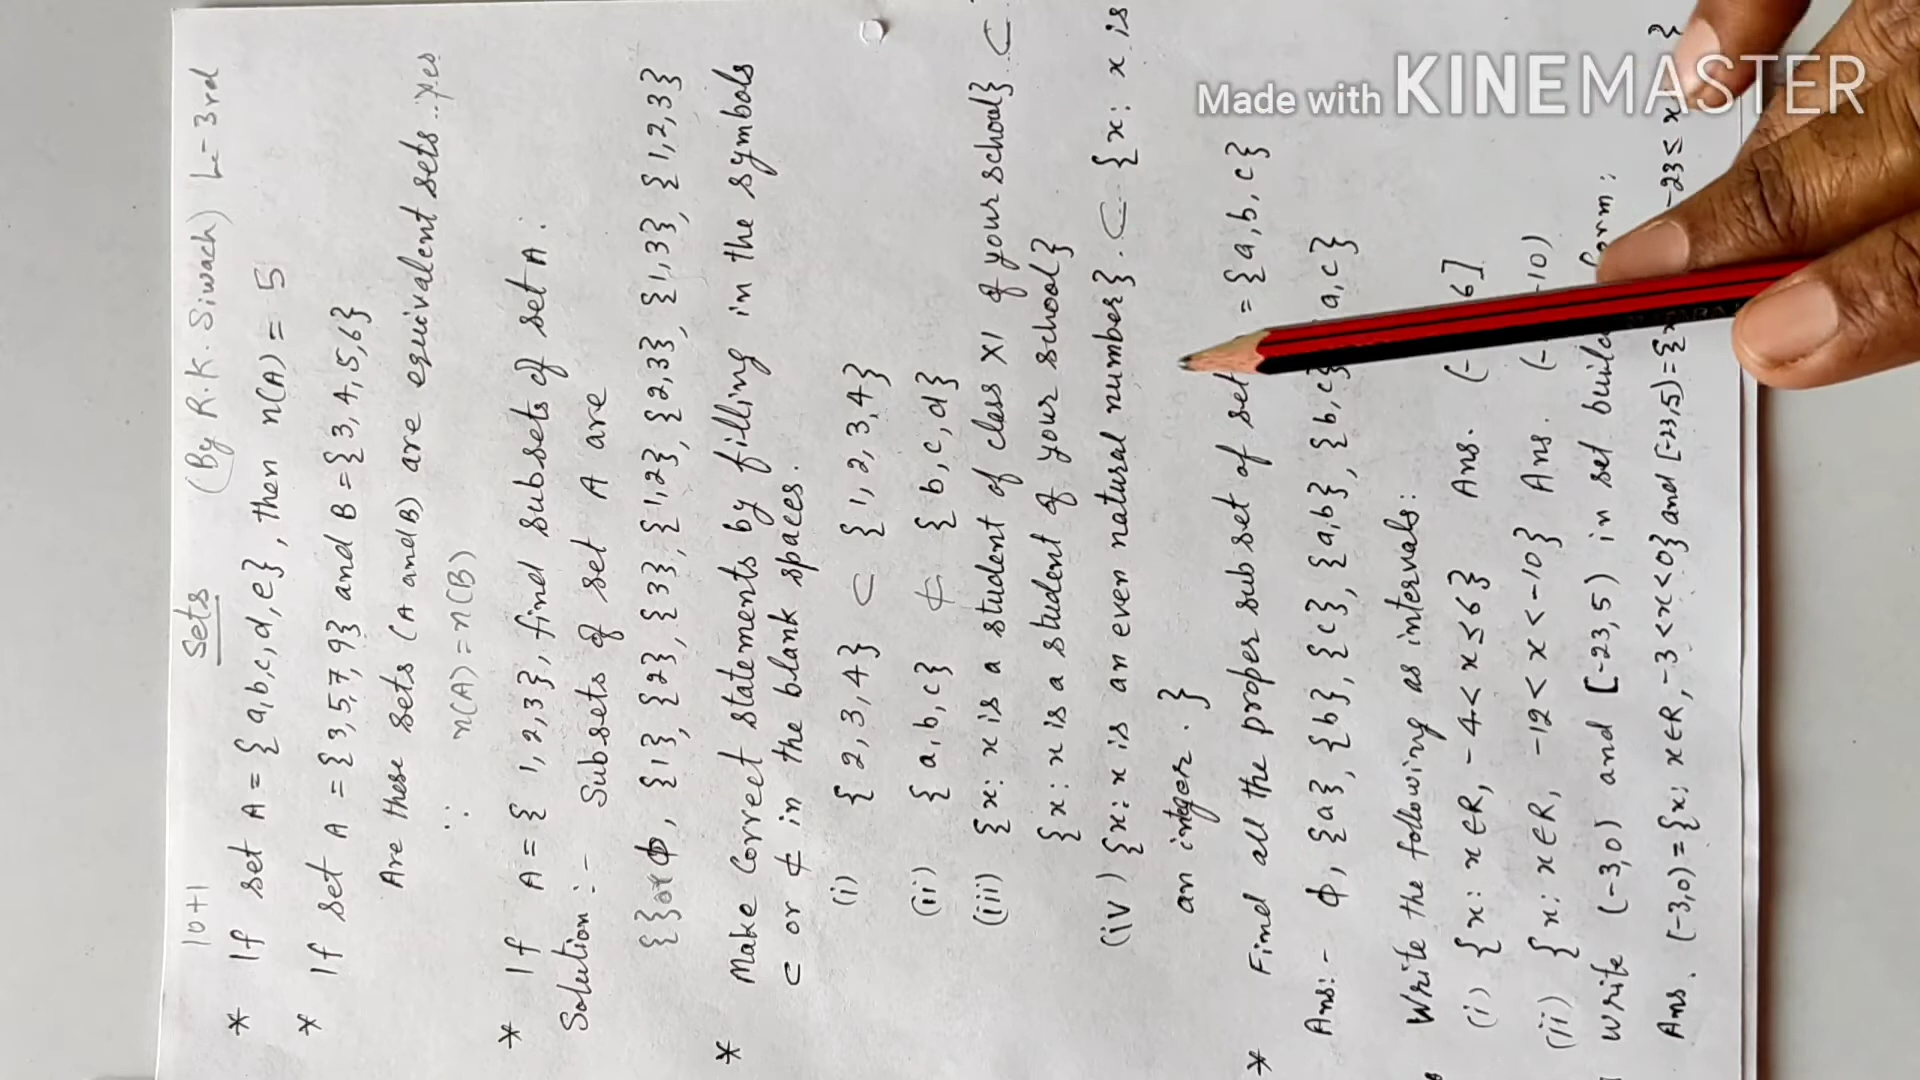 10+1 Sets (By R.K. Siwach) L-3rd
* If set A = {a,b,c,d,e}, then n(A) = 5
* If set A = {3,5,7,9} and B = {3,4,5,6}
Are these sets (A and B) are equivalent sets. yes
∵ n(A) = n(B)
* If A = {1,2,3}, find subsets of set A.
Solution:- Subsets of set A are
{} or ϕ, {1}, {2}, {3}, {1,2}, {2,3}, {1,3}, {1,2,3}
* Make correct statements by filling in the symbols
⊂ or ⊄ in the blank spaces.
(i) {2,3,4} ⊂ {1,2,3,4}
(ii) {a,b,c} ⊄ {b,c,d}
(iii) {x: x is a student of class XI of your school} ⊂
{x: x is a student of your school}
(iv) {x: x is an even natural number}. ⊂ {x: x is
an integer.}
* Find all the proper subset of set = {a,b,c}
Ans:- ϕ, {a}, {b}, {c}, {a,b}, {b,c} a,c}
Write the following as intervals:
(i) {x: x∈R, -4<x≤6} Ans. (- 6]
(ii) {x: x∈R, -12<x<-10} Ans. (- -10)
Write (-3,0) and [-23,5) in set form:
Ans. (-3,0) = {x: x∈R, -3<x<0} and [-23,5) = {x -23≤x }
Made with KINEMASTER